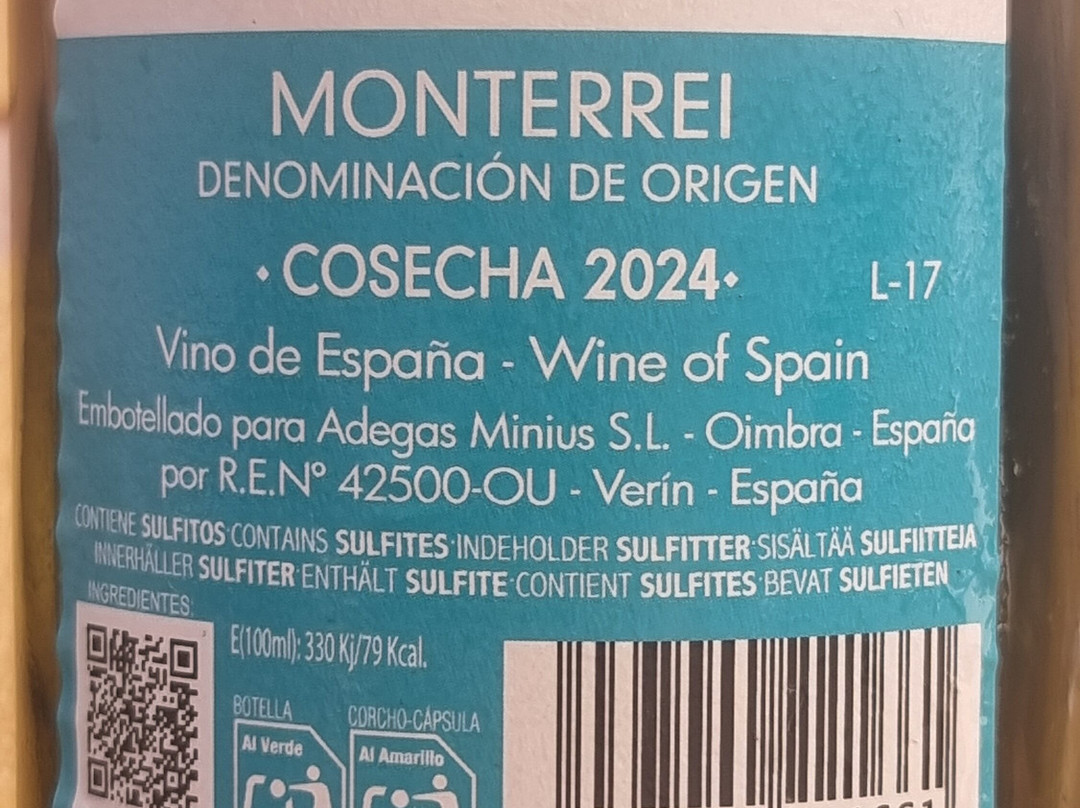 MONTERREI
DENOMINACIÓN DE ORIGEN
• COSECHA 2024 •
L-17
Vino de España - Wine of Spain
Embotellado para Adegas Minius S.L. - Oimbra - España
por R.E.Nº 42500-OU - Verín - España
CONTIENE SULFITOS·CONTAINS SULFITES·INDEHOLDER SULFITTER·SISÄLTÄÄ SULFIITTEJA
INNERHÅLLER SULFITER·ENTHÄLT SULFITE·CONTIENT SULFITES·BEVAT SULFIETEN
INGREDIENTES:
E(100ml): 330 Kj/79 Kcal.
BOTELLA
Al Verde
CORCHO-CÁPSULA
Al Amarillo